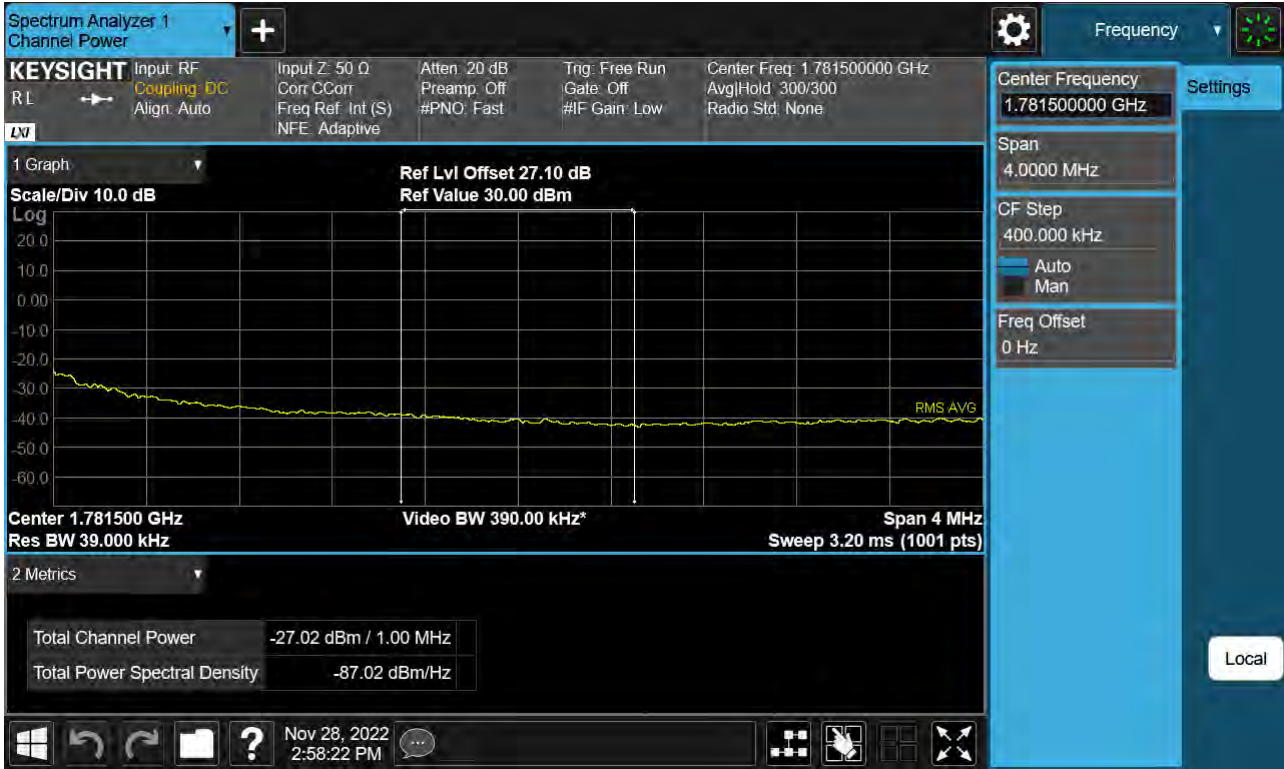 Spectrum Analyzer 1
Channel Power
+
Frequency
KEYSIGHT
R L
LXI
Input: RF
Coupling: DC
Align: Auto
Input Z: 50 Ω
Corr CCorr
Freq Ref: Int (S)
NFE: Adaptive
Atten: 20 dB
Preamp: Off
#PNO: Fast
Trig: Free Run
Gate: Off
#IF Gain: Low
Center Freq: 1.781500000 GHz
Avg|Hold: 300/300
Radio Std: None
Center Frequency
1.781500000 GHz
Settings
Span
4.0000 MHz
CF Step
400.000 kHz
Auto
Man
Freq Offset
0 Hz
Local
1 Graph
Ref Lvl Offset 27.10 dB
Scale/Div 10.0 dB
Ref Value 30.00 dBm
Log
20.0
10.0
0.00
-10.0
-20.0
-30.0
-40.0
-50.0
-60.0
RMS AVG
Center 1.781500 GHz
Video BW 390.00 kHz*
Span 4 MHz
Res BW 39.000 kHz
Sweep 3.20 ms (1001 pts)
2 Metrics
Total Channel Power
-27.02 dBm / 1.00 MHz
Total Power Spectral Density
-87.02 dBm/Hz
?
Nov 28, 2022
2:58:22 PM